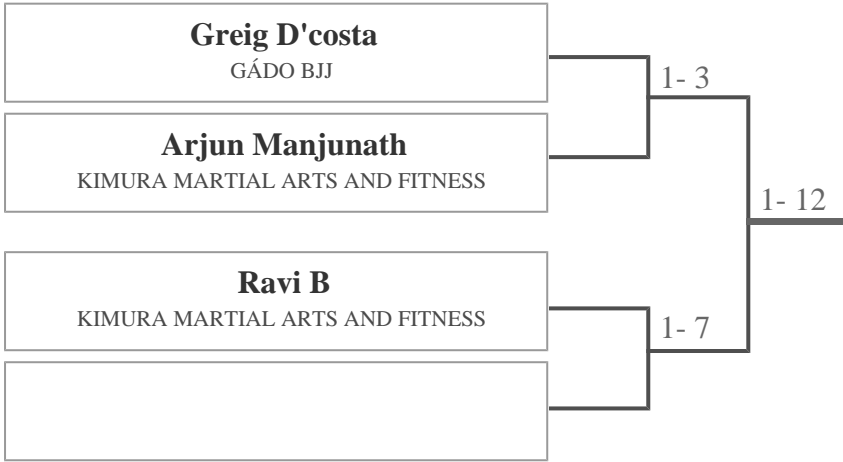 Greig D'costa
GÁDO BJJ
1- 3
Arjun Manjunath
KIMURA MARTIAL ARTS AND FITNESS
1- 12
Ravi B
KIMURA MARTIAL ARTS AND FITNESS
1- 7